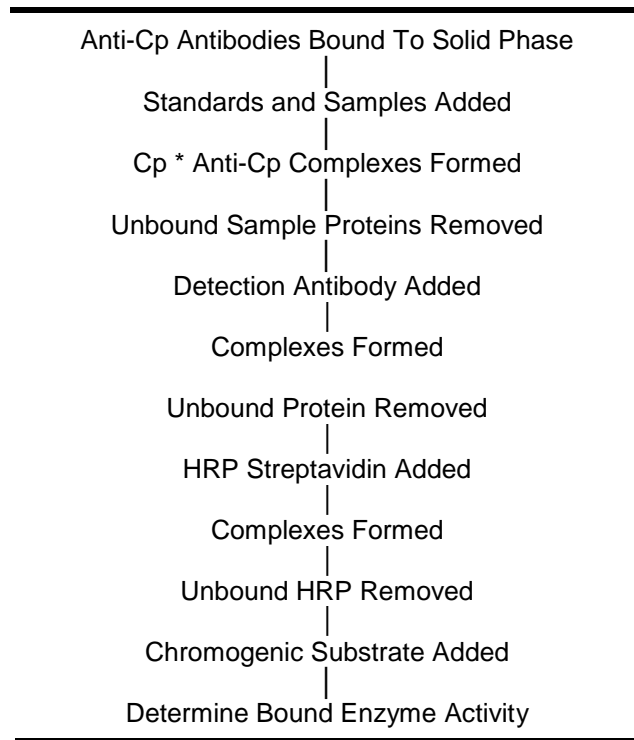 Anti-Cp Antibodies Bound To Solid Phase
Standards and Samples Added
Cp * Anti-Cp Complexes Formed
Unbound Sample Proteins Removed
Detection Antibody Added
Complexes Formed
Unbound Protein Removed
HRP Streptavidin Added
Complexes Formed
Unbound HRP Removed
Chromogenic Substrate Added
Determine Bound Enzyme Activity